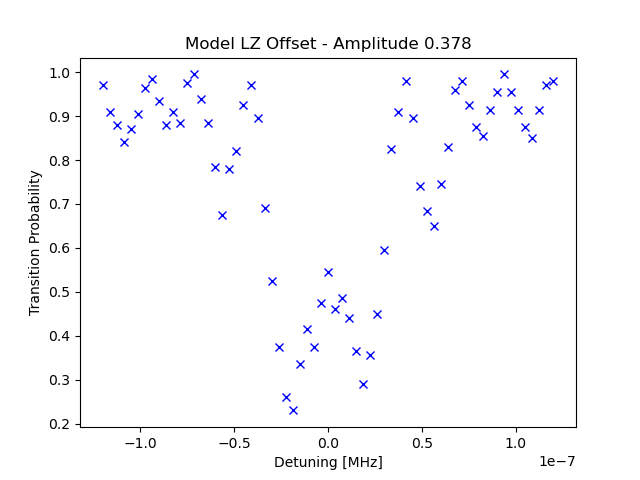 Model LZ Offset - Amplitude 0.378
Transition Probability
1.0
0.9
0.8
0.7
0.6
0.5
0.4
0.3
0.2
−1.0 −0.5 0.0 0.5 1.0
1e−7
Detuning [MHz]